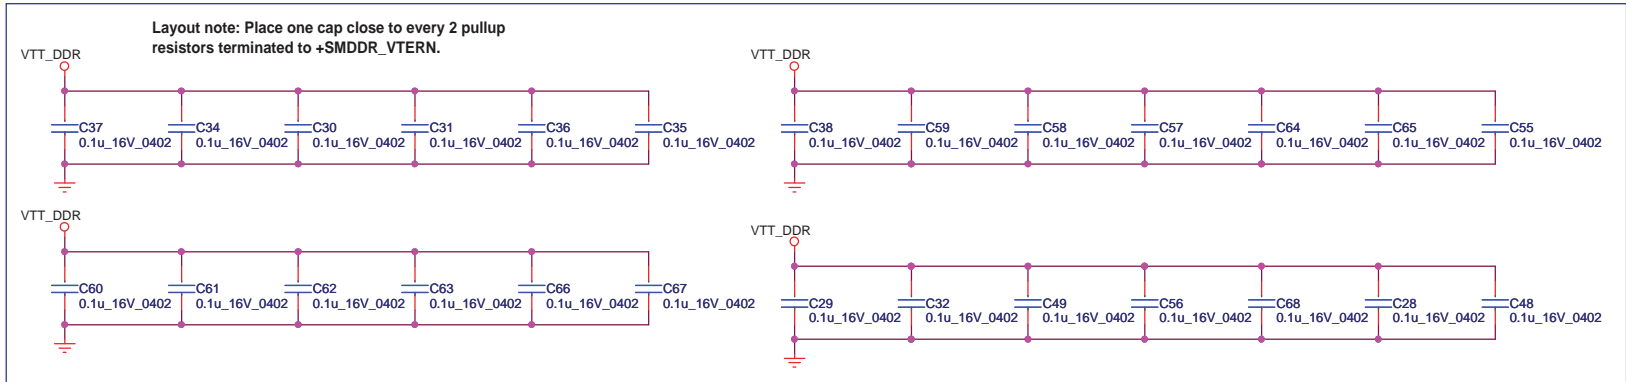 Layout note: Place one cap close to every 2 pullup
resistors terminated to +SMDDR_VTERN.
VTT_DDR
C37
0.1u_16V_0402
C34
0.1u_16V_0402
C30
0.1u_16V_0402
C31
0.1u_16V_0402
C36
0.1u_16V_0402
C35
0.1u_16V_0402
VTT_DDR
C38
0.1u_16V_0402
C59
0.1u_16V_0402
C58
0.1u_16V_0402
C57
0.1u_16V_0402
C64
0.1u_16V_0402
C65
0.1u_16V_0402
C55
0.1u_16V_0402
VTT_DDR
C60
0.1u_16V_0402
C61
0.1u_16V_0402
C62
0.1u_16V_0402
C63
0.1u_16V_0402
C66
0.1u_16V_0402
C67
0.1u_16V_0402
VTT_DDR
C29
0.1u_16V_0402
C32
0.1u_16V_0402
C49
0.1u_16V_0402
C56
0.1u_16V_0402
C68
0.1u_16V_0402
C28
0.1u_16V_0402
C48
0.1u_16V_0402